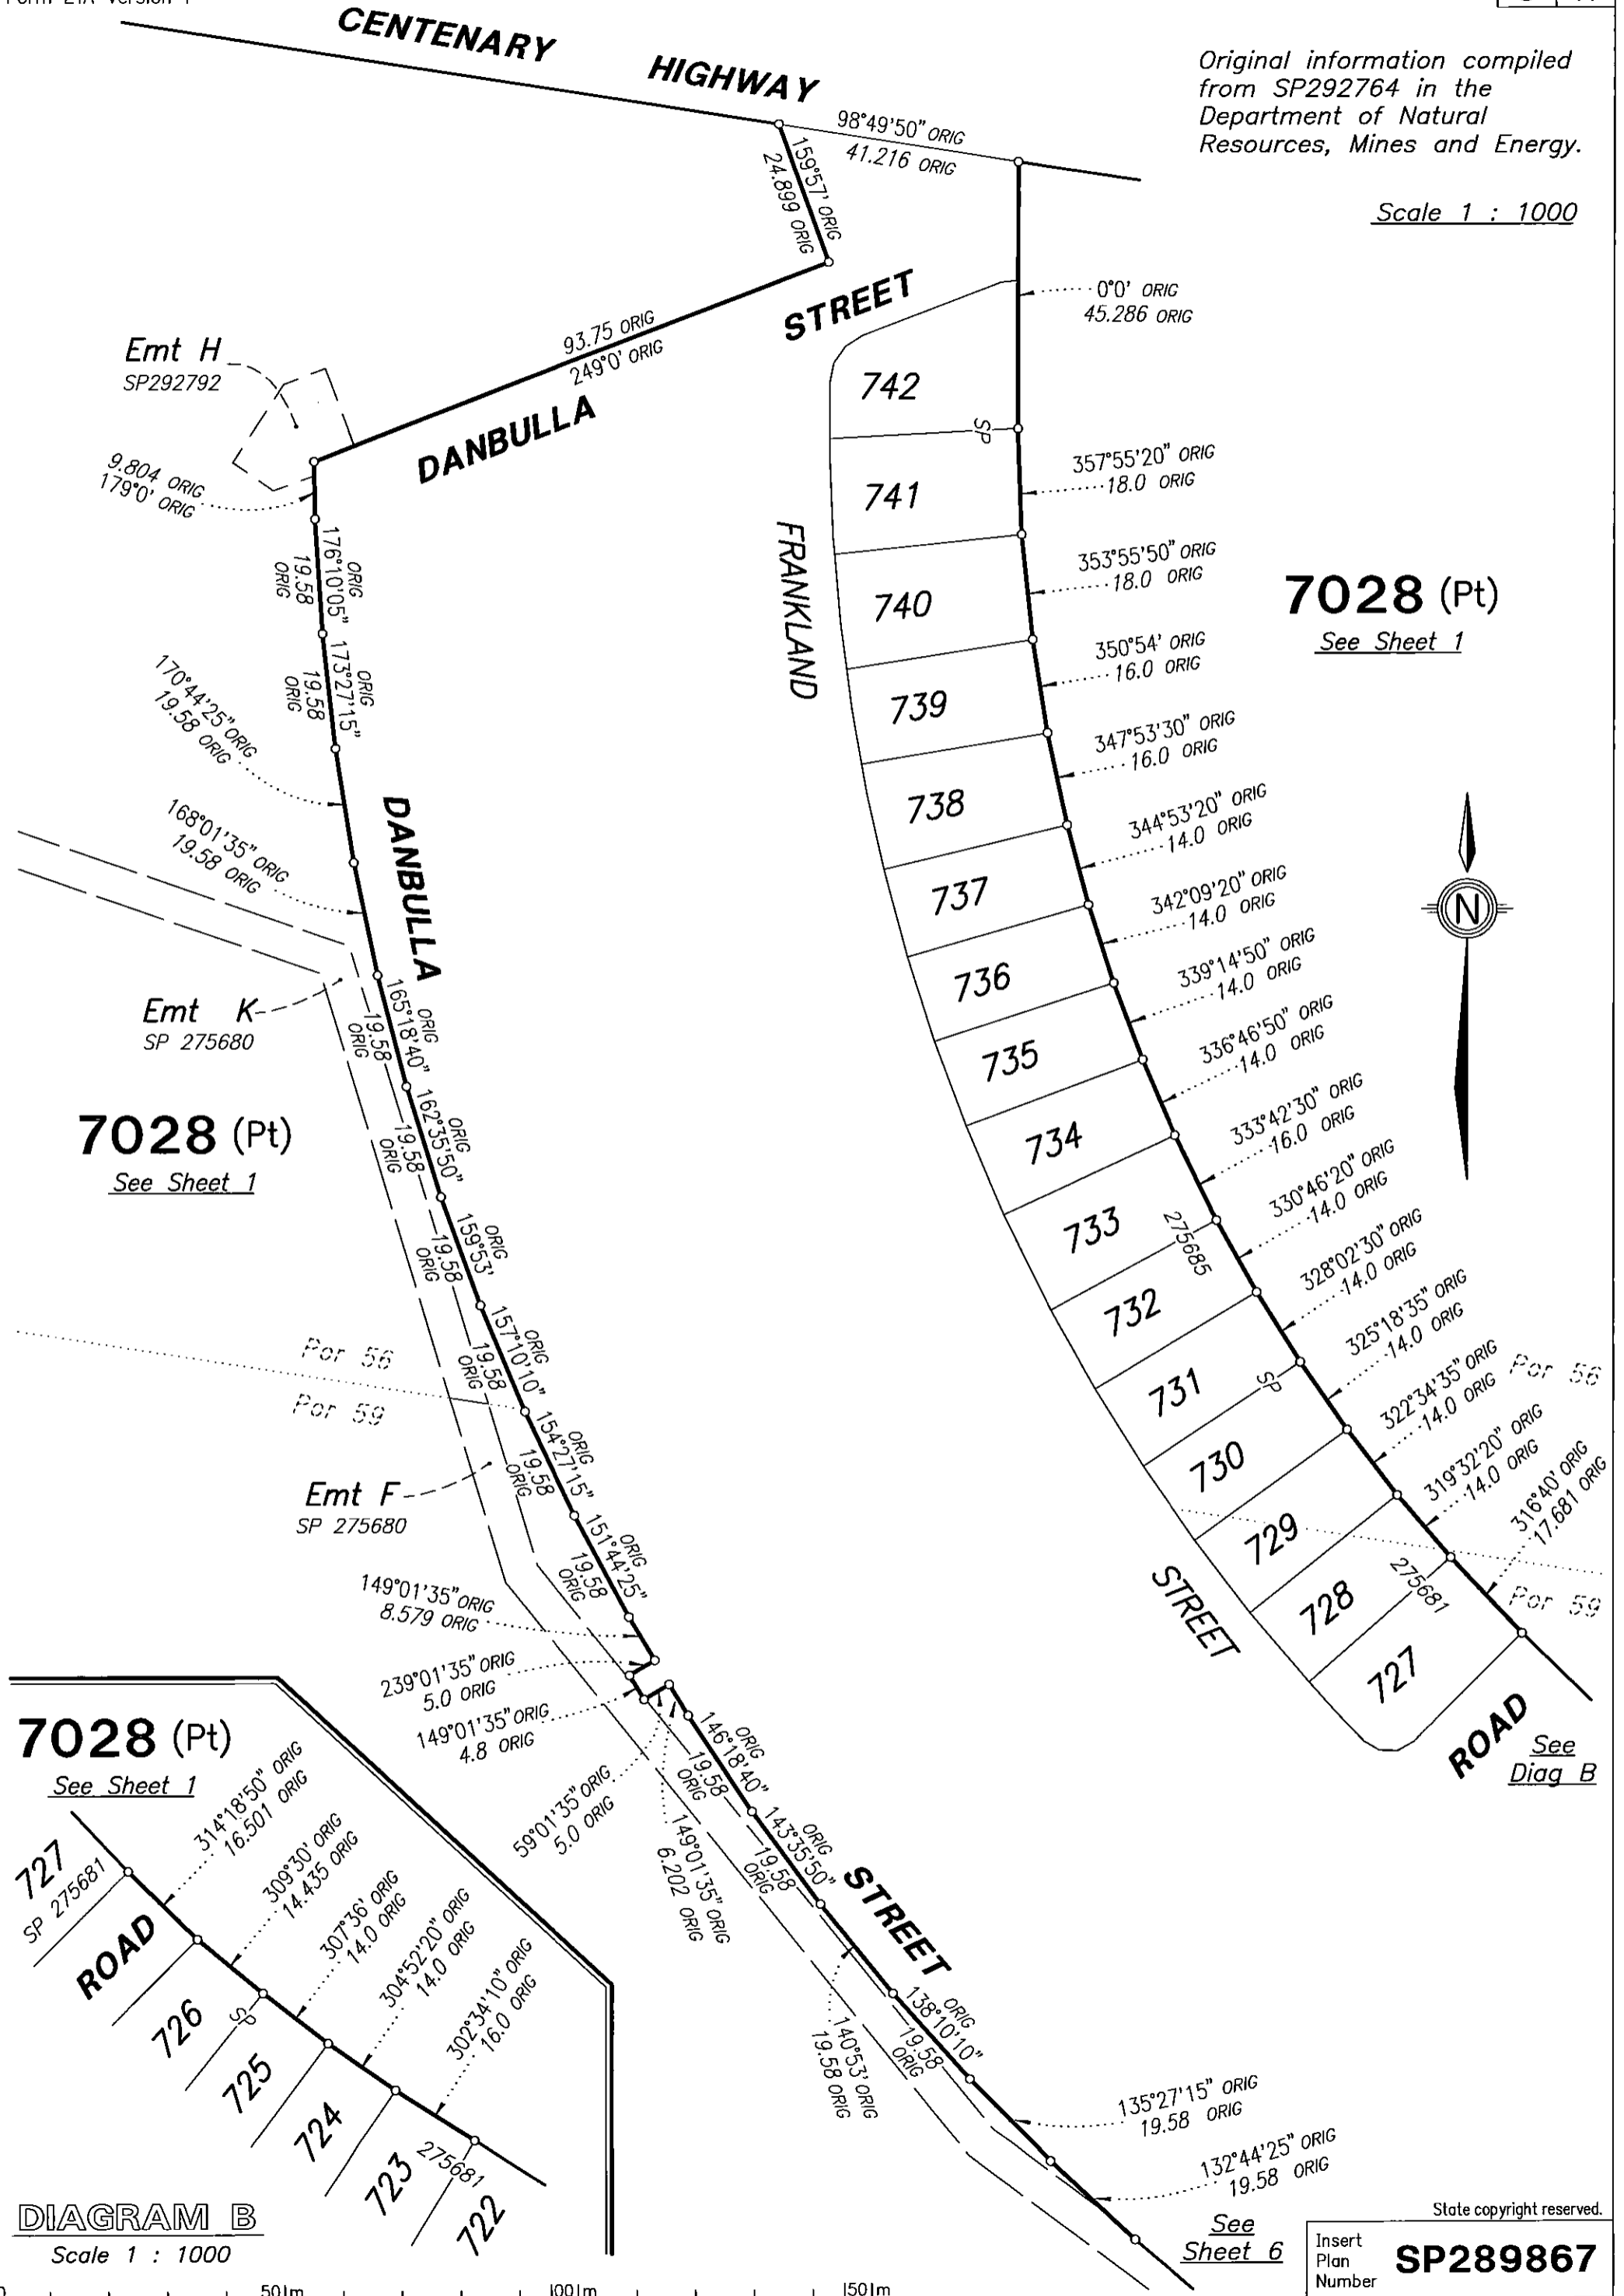 CENTENARY HIGHWAY
Original information compiled
from SP292764 in the
Department of Natural
Resources, Mines and Energy.
Scale 1 : 1000
98°49'50" ORIG
41.216 ORIG
159°57' ORIG
24.899 ORIG
0°0' ORIG
45.286 ORIG
93.75 ORIG
249°0' ORIG
DANBULLA STREET
Emt H
SP292792
9.804 ORIG
179°0' ORIG
176°10'05" ORIG
19.58 ORIG
173°27'15" ORIG
19.58 ORIG
170°44'25" ORIG
19.58 ORIG
168°01'35" ORIG
19.58 ORIG
DANBULLA
Emt K
SP 275680
165°18'40" ORIG
19.58 ORIG
162°35'50" ORIG
19.58 ORIG
7028 (Pt)
See Sheet 1
159°53' ORIG
19.58 ORIG
157°10'10" ORIG
19.58 ORIG
Por 56
Por 59
154°27'15" ORIG
19.58 ORIG
Emt F
SP 275680
151°44'25" ORIG
19.58 ORIG
149°01'35" ORIG
8.579 ORIG
239°01'35" ORIG
5.0 ORIG
149°01'35" ORIG
4.8 ORIG
59°01'35" ORIG
5.0 ORIG
149°01'35" ORIG
6.202 ORIG
146°18'40" ORIG
19.58 ORIG
143°35'50" ORIG
19.58 ORIG
STREET
140°53' ORIG
19.58 ORIG
138°10'10" ORIG
19.58 ORIG
135°27'15" ORIG
19.58 ORIG
132°44'25" ORIG
19.58 ORIG
See
Sheet 6
742
SP
741
740
739
738
737
736
735
734
733
275685
732
731
SP
730
729
728
275681
727
FRANKLAND
STREET
357°55'20" ORIG
18.0 ORIG
353°55'50" ORIG
18.0 ORIG
350°54' ORIG
16.0 ORIG
347°53'30" ORIG
16.0 ORIG
344°53'20" ORIG
14.0 ORIG
342°09'20" ORIG
14.0 ORIG
339°14'50" ORIG
14.0 ORIG
336°46'50" ORIG
14.0 ORIG
333°42'30" ORIG
16.0 ORIG
330°46'20" ORIG
14.0 ORIG
328°02'30" ORIG
14.0 ORIG
325°18'35" ORIG
14.0 ORIG
322°34'35" ORIG
14.0 ORIG
319°32'20" ORIG
14.0 ORIG
316°40' ORIG
17.681 ORIG
7028 (Pt)
See Sheet 1
N
Por 56
Por 59
ROAD
See
Diag B
7028 (Pt)
See Sheet 1
314°18'50" ORIG
16.501 ORIG
309°30' ORIG
14.435 ORIG
307°36' ORIG
14.0 ORIG
304°52'20" ORIG
14.0 ORIG
302°34'10" ORIG
16.0 ORIG
727
SP 275681
ROAD
726
SP
725
724
723
275681
722
DIAGRAM B
Scale 1 : 1000
50m
100m
150m
State copyright reserved.
Insert
Plan
Number
SP289867